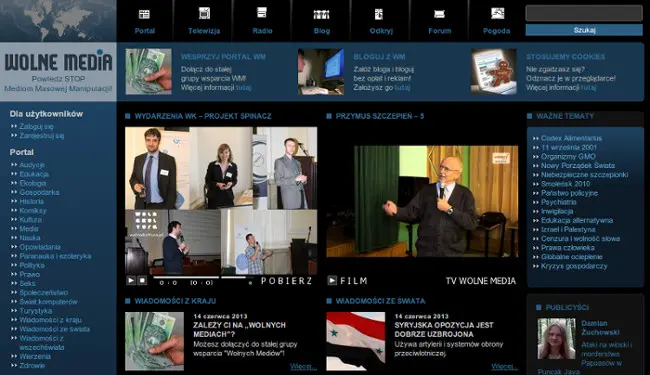 Portal
Telewizja
Radio
Blog
Odkryj
Forum
Pogoda
Szukaj
WOLNE MEDIA
Powiedz STOP
Mediom Masowej Manipulacji!
WESPRZYJ PORTAL WM
Dołącz do stałej
grupy wsparcia WM!
Więcej informacji tutaj
BLOGUJ Z WM
Załóż bloga i bloguj
bez opłat i reklam!
Założysz go tutaj
STOSUJEMY COOKIES
Nie zgadzasz się?
Odznacz je w przeglądarce!
Więcej informacji tutaj
Dla użytkowników
Zaloguj się
Zarejestruj się
Portal
Audycje
Edukacja
Ekologia
Gospodarka
Historia
Komiksy
Kultura
Media
Nauka
Opowiadania
Paranauka i ezoteryka
Polityka
Prawo
Seks
Społeczeństwo
Świat komputerów
Turystyka
Wiadomości z kraju
Wiadomości ze świata
Wiadomości z
wszechświata
Wierzenia
Zdrowie
WYDARZENIA WK – PROJEKT SPINACZ
WOLNA
KULTURA
POBIERZ
PRZYMUS SZCZEPIEŃ – 5
FILM
TV WOLNE MEDIA
WAŻNE TEMATY
Codex Alimentarius
11 września 2001
Organizmy GMO
Nowy Porządek Świata
Niebezpieczne szczepionki
Smoleńsk 2010
Państwo policyjne
Psychiatria
Inwigilacja
Edukacja alternatywna
Izrael i Palestyna
Cenzura i wolność słowa
Prawa człowieka
Globalne ocieplenie
Kryzys gospodarczy
WIADOMOŚCI Z KRAJU
14 czerwca 2013
ZALEŻY CI NA „WOLNYCH
MEDIACH"?
Możesz dołączyć do stałej grupy
wsparcia "Wolnych Mediów".
Więcej...
WIADOMOŚCI ZE ŚWIATA
14 czerwca 2013
SYRYJSKA OPOZYCJA JEST
DOBRZE UZBROJONA
Używa artylerii i systemów obrony
przeciwlotniczej.
Więcej...
PUBLICYŚCI
Damian
Żuchowski
Ataki na wioski i
morderstwa
Papuasów w
Puncak Jaya